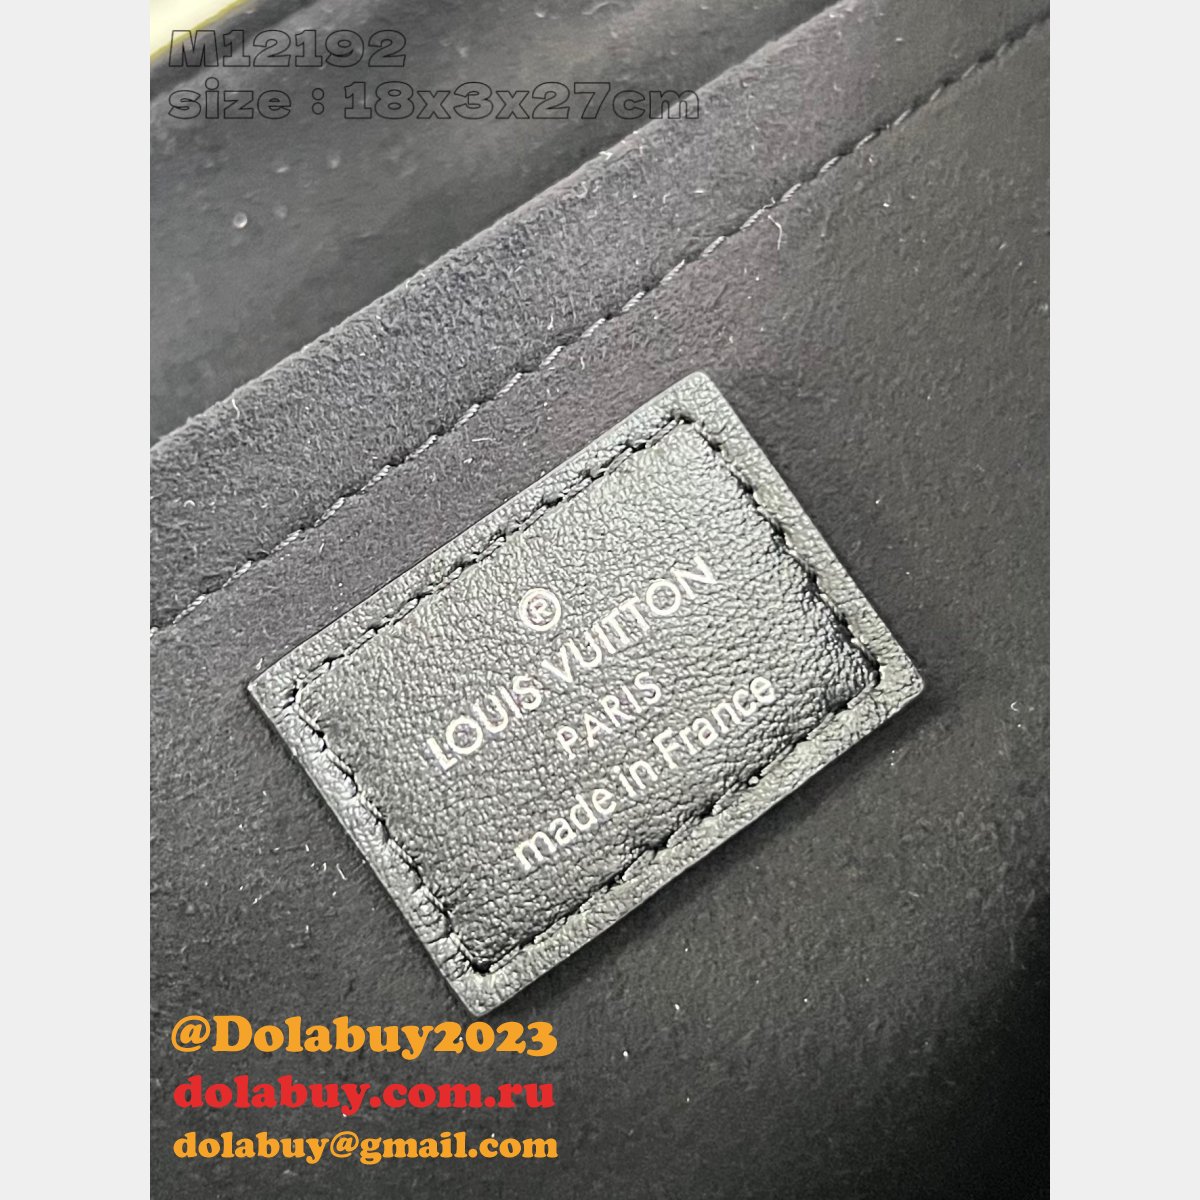 M12192
size : 18x3x27cm
®
LOUIS VUITTON
PARIS
made in France
@Dolabuy2023
dolabuy.com.ru
dolabuy@gmail.com